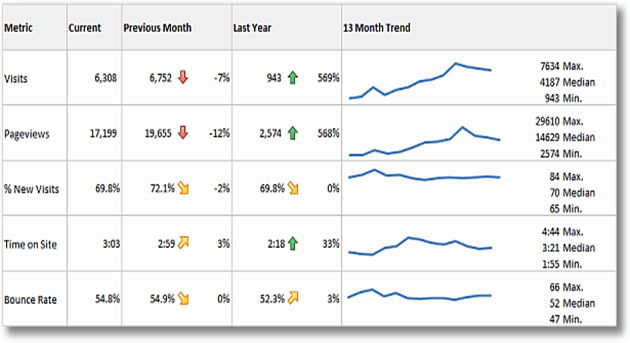 Metric Current Previous Month Last Year 13 Month Trend
7634 Max.
Visits 6,308 6,752 -7% 943 569% 4187 Median
943 Min.
29610 Max.
Pageviews 17,199 19,655 -12% 2,574 568% 14629 Median
2574 Min.
84 Max.
% New Visits 69.8% 72.1% -2% 69.8% 0% 70 Median
65 Min.
4:44 Max.
Time on Site 3:03 2:59 3% 2:18 33% 3:21 Median
1:55 Min.
66 Max.
Bounce Rate 54.8% 54.9% 0% 52.3% 3% 52 Median
47 Min.